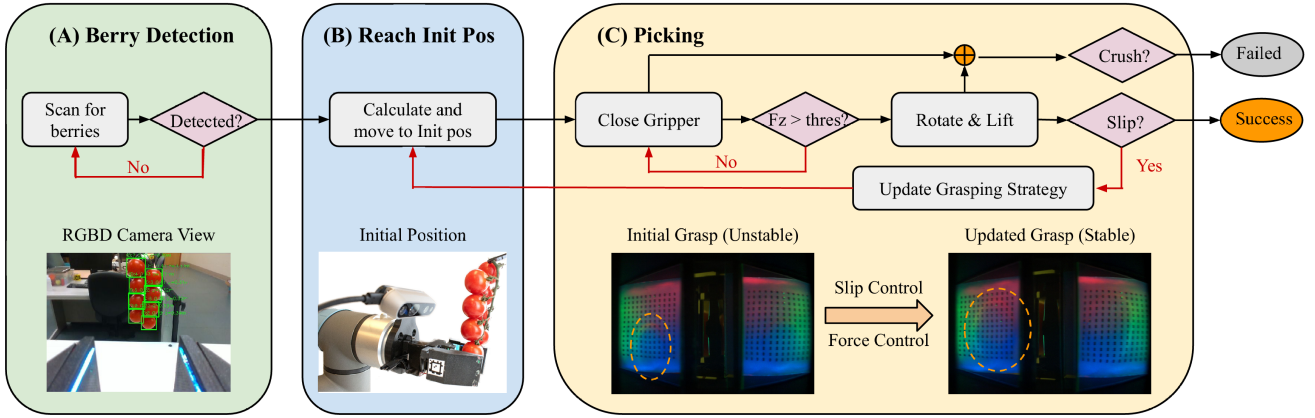 (A) Berry Detection
Scan for
berries
Detected?
No
RGBD Camera View
(B) Reach Init Pos
Calculate and
move to Init pos
Initial Position
(C) Picking
Close Gripper
Fz > thres?
No
Rotate & Lift
Crush?
Failed
Slip?
Success
Yes
Update Grasping Strategy
Initial Grasp (Unstable)
Slip Control
Force Control
Updated Grasp (Stable)